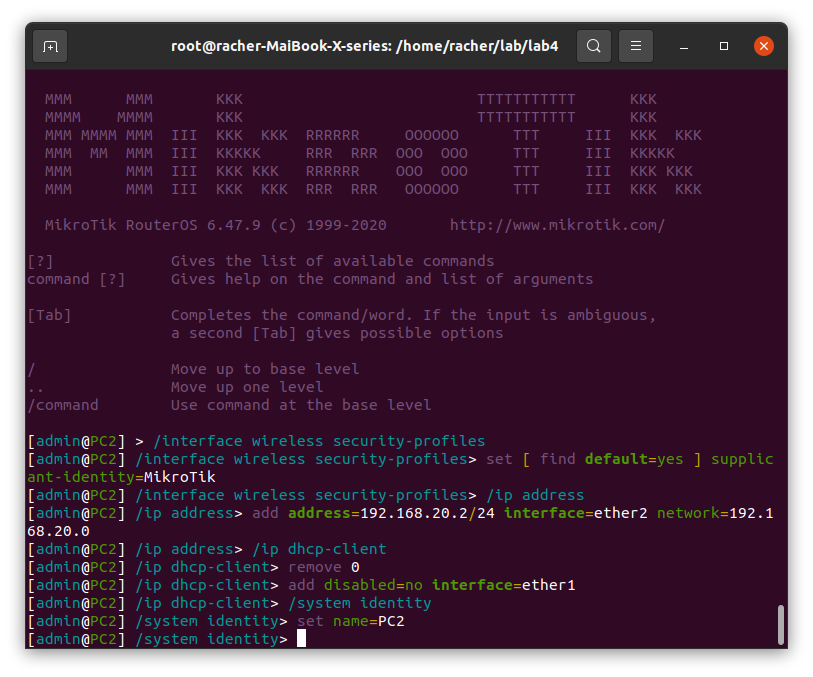 root@racher-MaiBook-X-series: /home/racher/lab/lab4
  MMM      MMM       KKK                          TTTTTTTTTTT      KKK
  MMMM    MMMM       KKK                          TTTTTTTTTTT      KKK
  MMM MMMM MMM  III  KKK  KKK  RRRRRR     OOOOOO      TTT     III  KKK  KKK
  MMM  MM  MMM  III  KKKKK     RRR  RRR  OOO  OOO     TTT     III  KKKKK
  MMM      MMM  III  KKK KKK   RRRRRR    OOO  OOO     TTT     III  KKK KKK
  MMM      MMM  III  KKK  KKK  RRR  RRR   OOOOOO      TTT     III  KKK  KKK
  MikroTik RouterOS 6.47.9 (c) 1999-2020       http://www.mikrotik.com/
[?]             Gives the list of available commands
command [?]     Gives help on the command and list of arguments
[Tab]           Completes the command/word. If the input is ambiguous,
                a second [Tab] gives possible options
/               Move up to base level
..              Move up one level
/command        Use command at the base level
[admin@PC2] > /interface wireless security-profiles
[admin@PC2] /interface wireless security-profiles> set [ find default=yes ] supplic
ant-identity=MikroTik
[admin@PC2] /interface wireless security-profiles> /ip address
[admin@PC2] /ip address> add address=192.168.20.2/24 interface=ether2 network=192.1
68.20.0
[admin@PC2] /ip address> /ip dhcp-client
[admin@PC2] /ip dhcp-client> remove 0
[admin@PC2] /ip dhcp-client> add disabled=no interface=ether1
[admin@PC2] /ip dhcp-client> /system identity
[admin@PC2] /system identity> set name=PC2
[admin@PC2] /system identity>